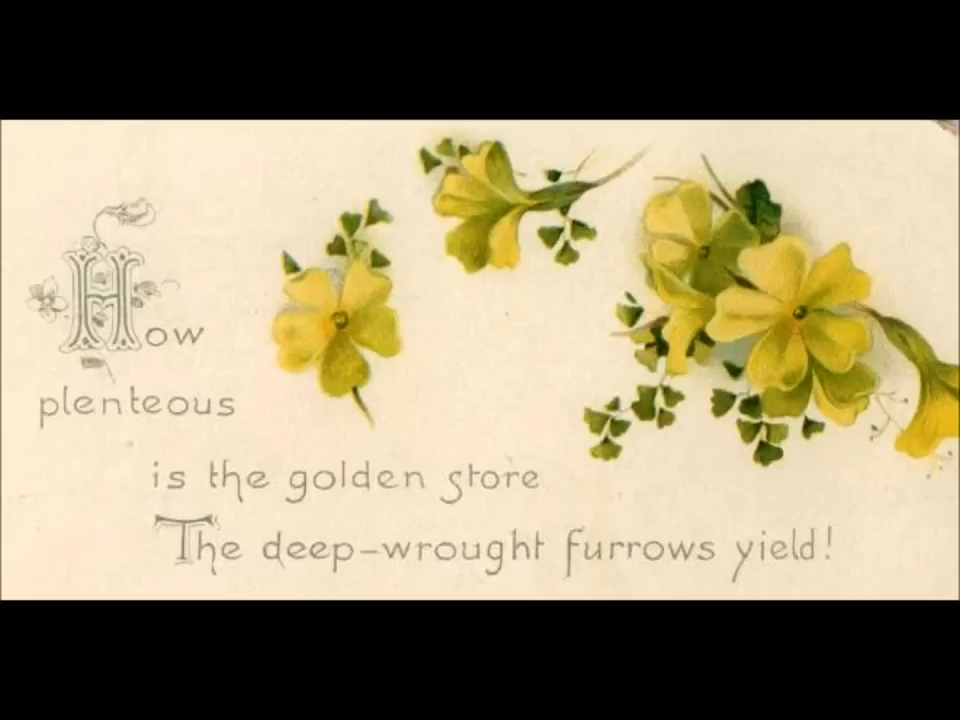 How
plenteous
is the golden store
The deep-wrought furrows yield!